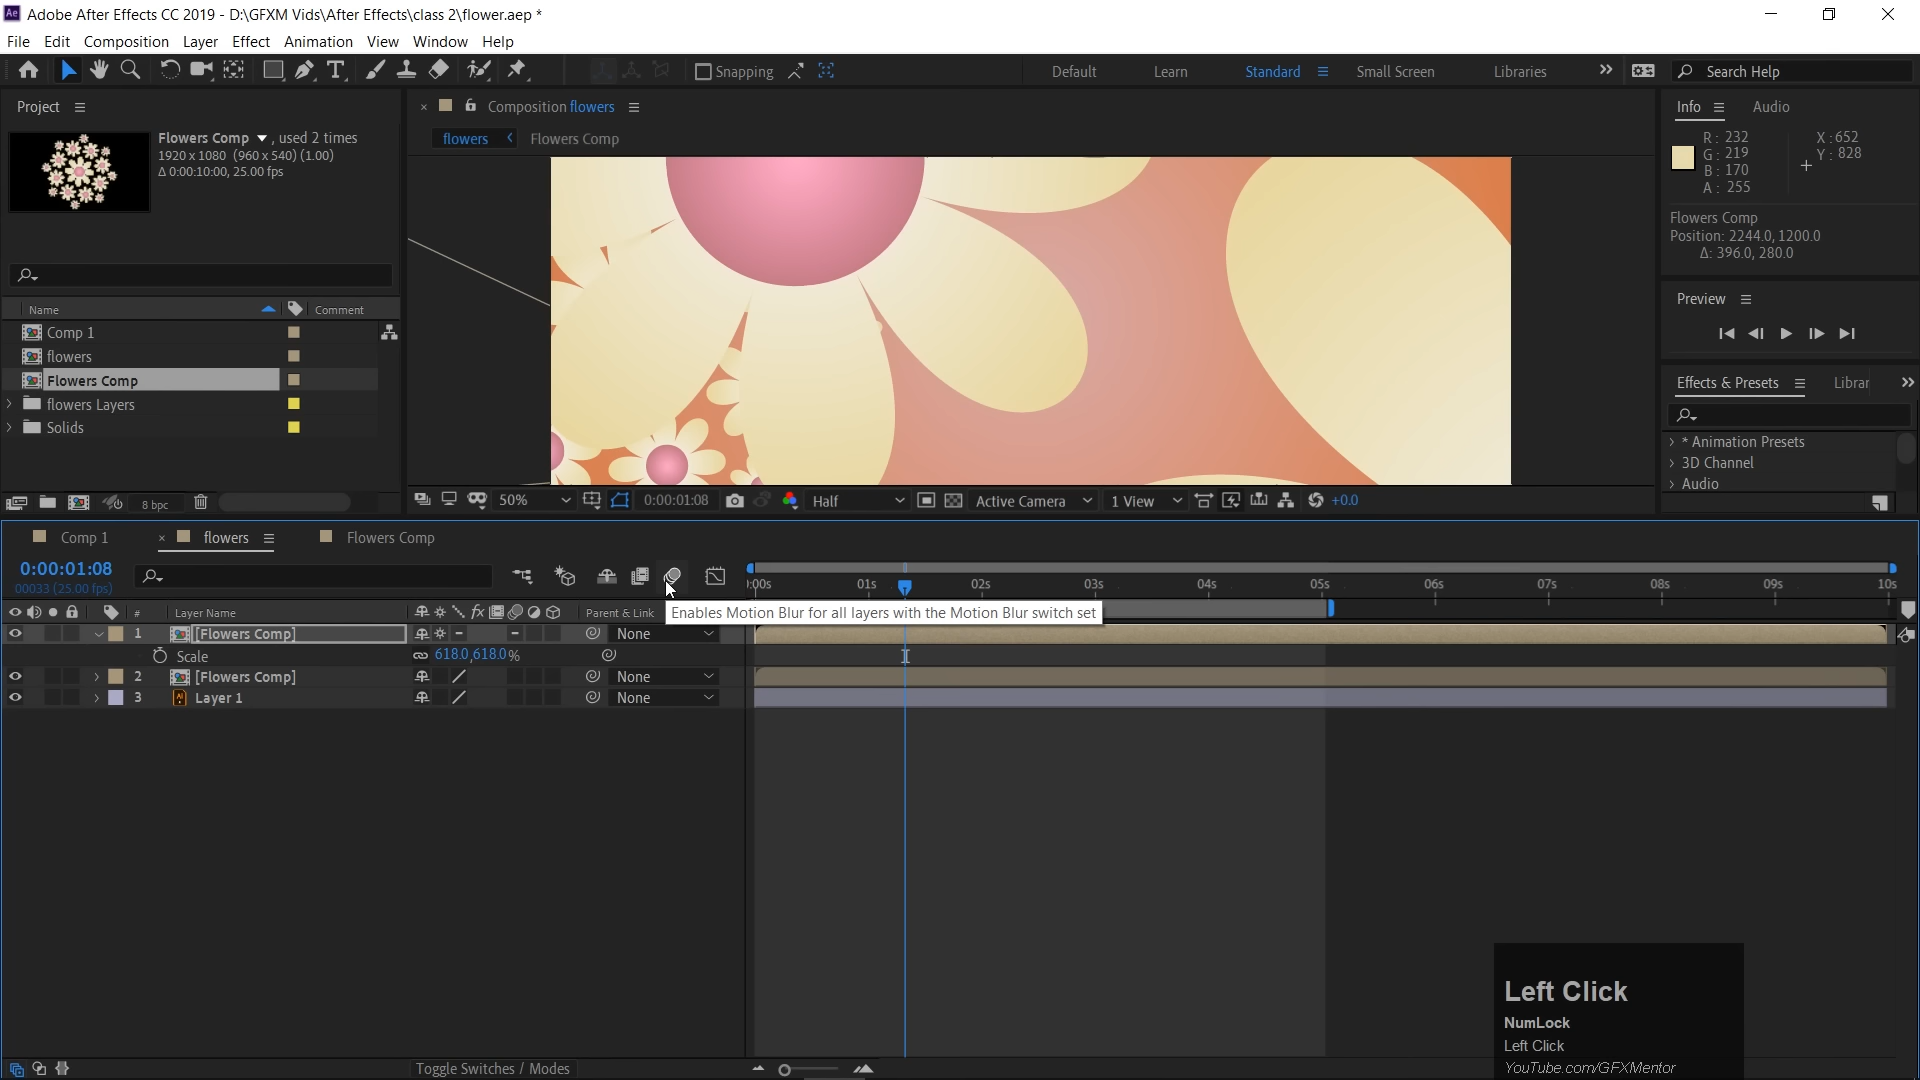 Adobe After Effects CC 2019 - D:\GFXM Vids\After Effects\class 2\flower.aep *
File Edit Composition Layer Effect Animation View Window Help
Snapping Default Learn Standard Small Screen Libraries Search Help
Project
Flowers Comp , used 2 times
1920 x 1080 (960 x 540) (1.00)
Δ 0:00:10:00, 25.00 fps
Name Comment
Comp 1
flowers
Flowers Comp
flowers Layers
Solids
8 bpc
Composition flowers
flowers Flowers Comp
50% 0:00:01:08 Half Active Camera 1 View +0.0
Info Audio
R: 232 X: 652
G: 219 Y: 828
B: 170
A: 255
Flowers Comp
Position: 2244.0, 1200.0
Δ: 396.0, 280.0
Preview
Effects & Presets Librar
* Animation Presets
3D Channel
Audio
Comp 1 flowers Flowers Comp
0:00:01:08
00033 (25.00 fps)
:00s 01s 02s 03s 04s 05s 06s 07s 08s 09s 10s
# Layer Name fx Parent & Link
Enables Motion Blur for all layers with the Motion Blur switch set
1 [Flowers Comp] None
Scale 618.0,618.0%
2 [Flowers Comp] None
3 Layer 1 None
Left Click
NumLock
Left Click
YouTube.com/GFXMentor
Toggle Switches / Modes